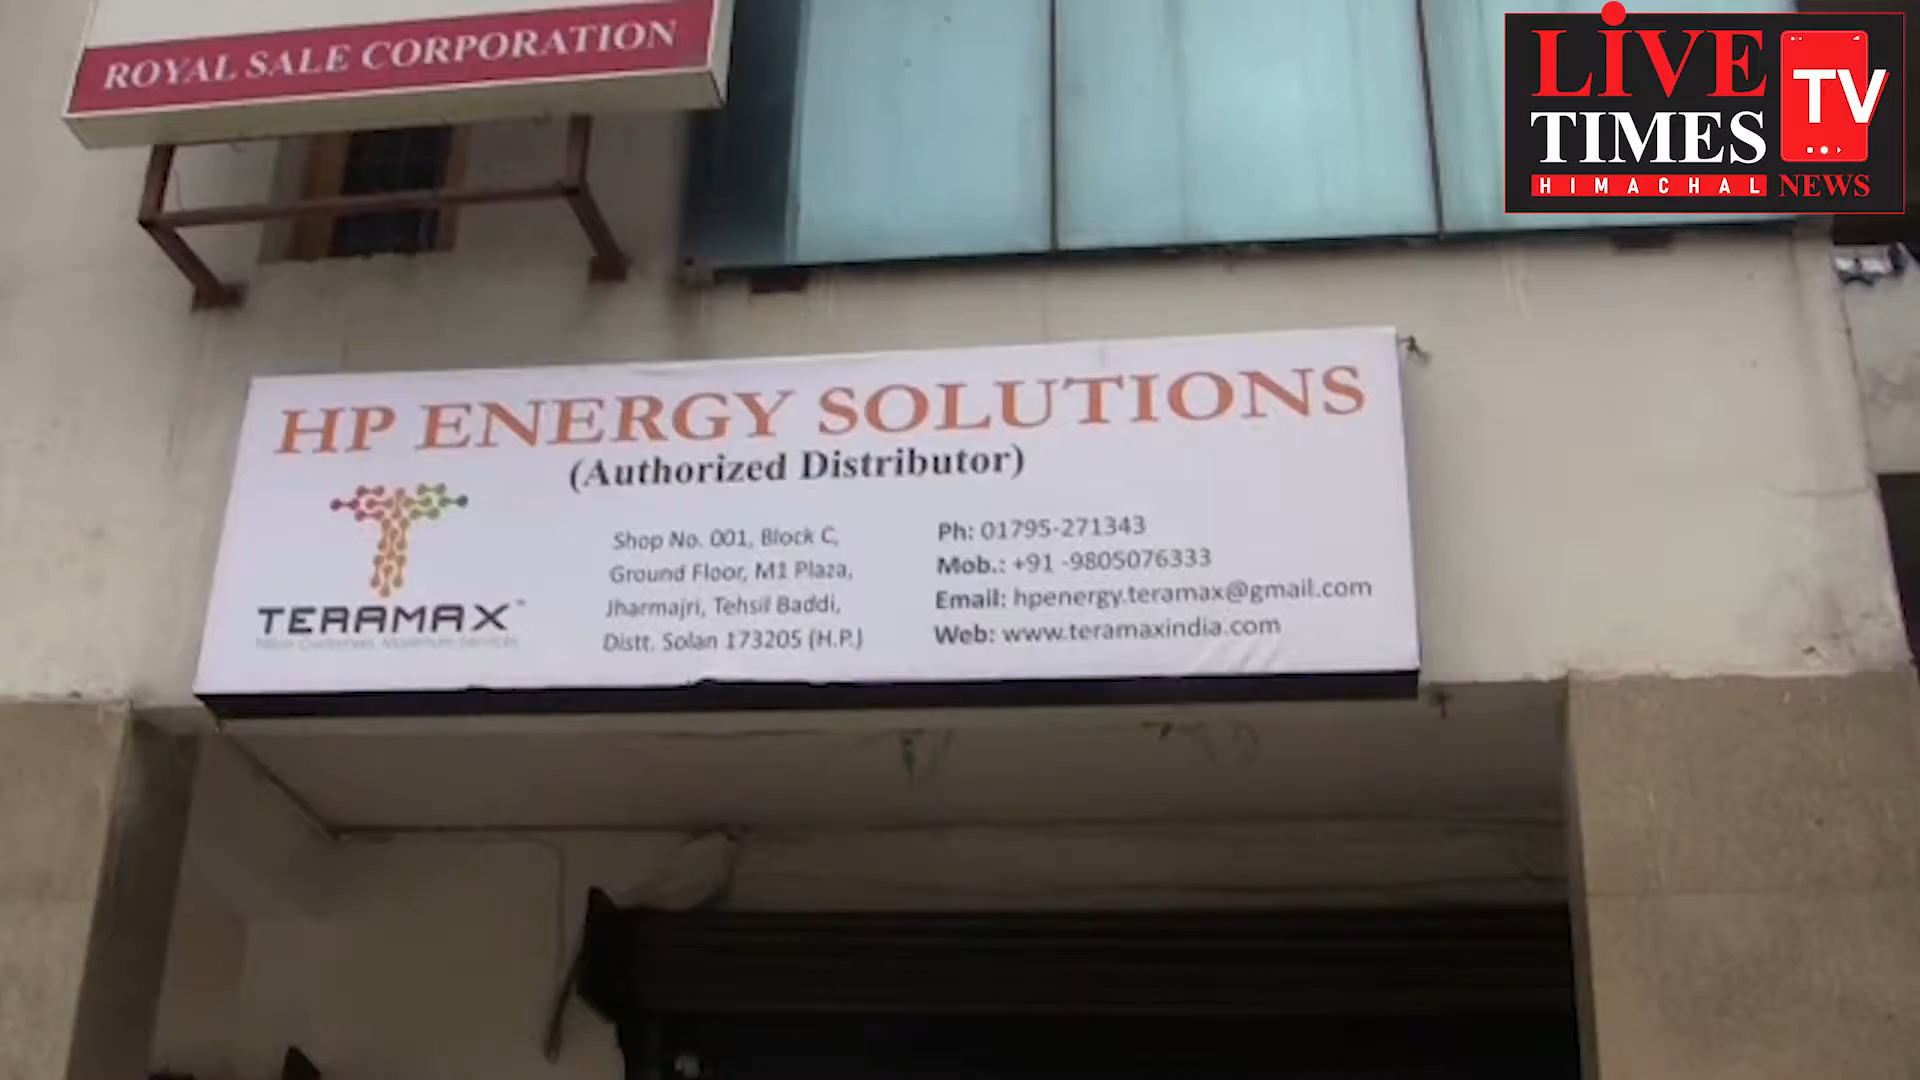 ROYAL SALE CORPORATION
LiVE
TIMES
TV
HIMACHAL
NEWS
HP ENERGY SOLUTIONS
(Authorized Distributor)
TERAMAX™
Shop No. 001, Block C,
Ground Floor, M1 Plaza,
Jharmajri, Tehsil Baddi,
Distt. Solan 173205 (H.P.)
Ph: 01795-271343
Mob.: +91 -9805076333
Email: hpenergy.teramax@gmail.com
Web: www.teramaxindia.com